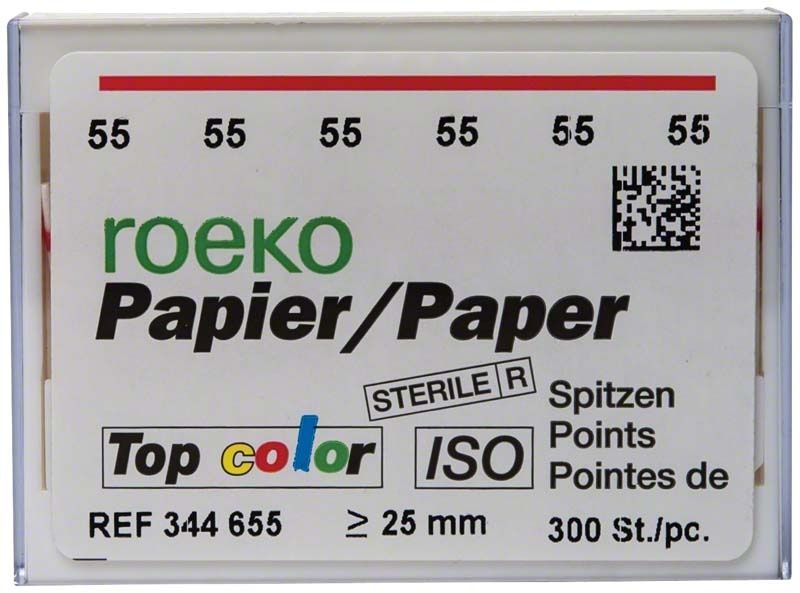 55 55 55 55 55 55
roeko
Papier/Paper
STERILE R
Spitzen
Top color ISO Points
Pointes de
REF 344 655 ≥ 25 mm 300 St./pc.